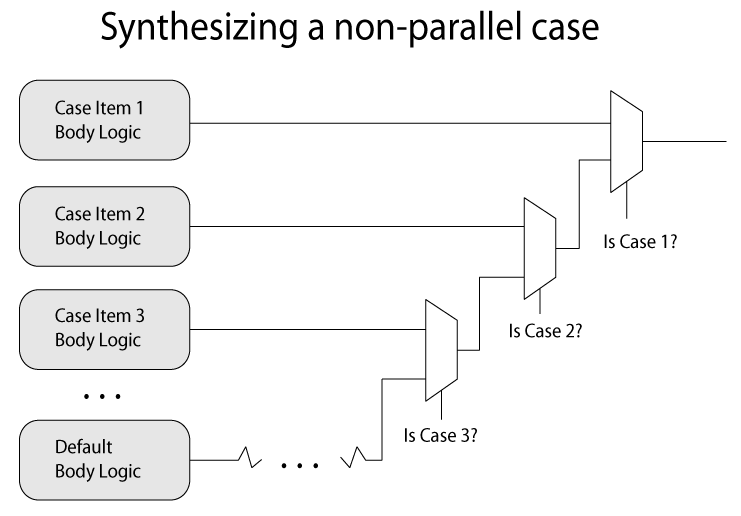 Synthesizing a non-parallel case
Case Item 1
Body Logic
Case Item 2
Body Logic
Is Case 1?
Case Item 3
Body Logic
Is Case 2?
...
Is Case 3?
Default
Body Logic
...